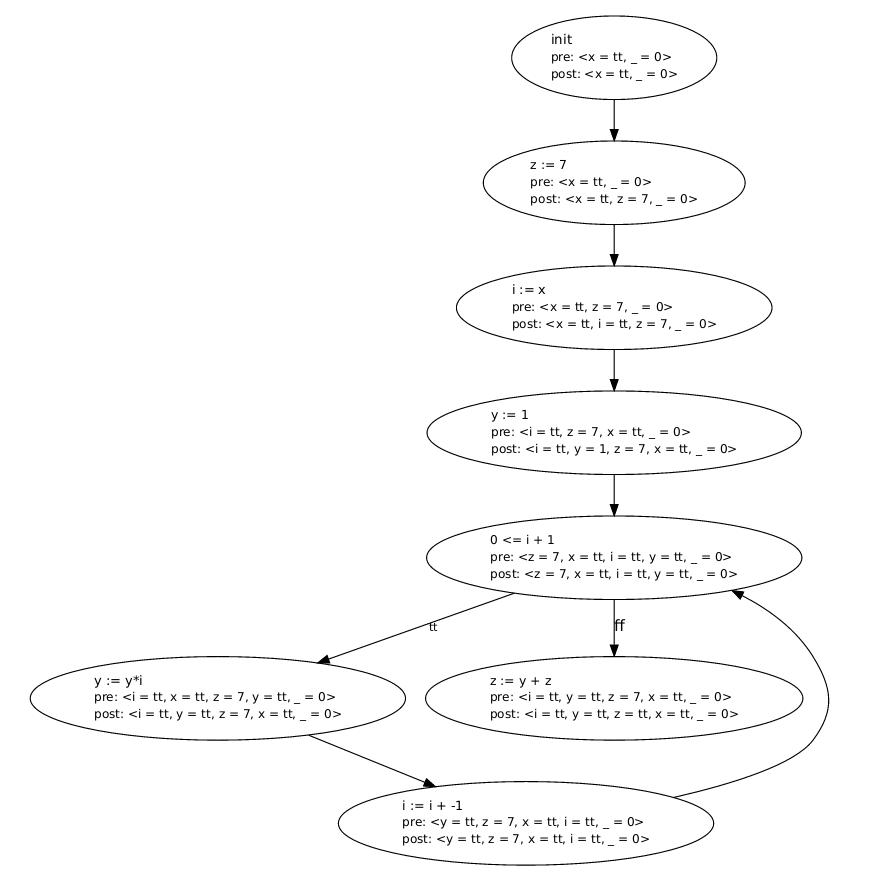 init
pre: <x = tt, _ = 0>
post: <x = tt, _ = 0>
z := 7
pre: <x = tt, _ = 0>
post: <x = tt, z = 7, _ = 0>
i := x
pre: <x = tt, z = 7, _ = 0>
post: <x = tt, i = tt, z = 7, _ = 0>
y := 1
pre: <i = tt, z = 7, x = tt, _ = 0>
post: <i = tt, y = 1, z = 7, x = tt, _ = 0>
0 <= i + 1
pre: <z = 7, x = tt, i = tt, y = tt, _ = 0>
post: <z = 7, x = tt, i = tt, y = tt, _ = 0>
tt
ff
y := y*i
pre: <i = tt, x = tt, z = 7, y = tt, _ = 0>
post: <i = tt, y = tt, z = 7, x = tt, _ = 0>
z := y + z
pre: <i = tt, y = tt, z = 7, x = tt, _ = 0>
post: <i = tt, y = tt, z = tt, x = tt, _ = 0>
i := i + -1
pre: <y = tt, z = 7, x = tt, i = tt, _ = 0>
post: <y = tt, z = 7, x = tt, i = tt, _ = 0>